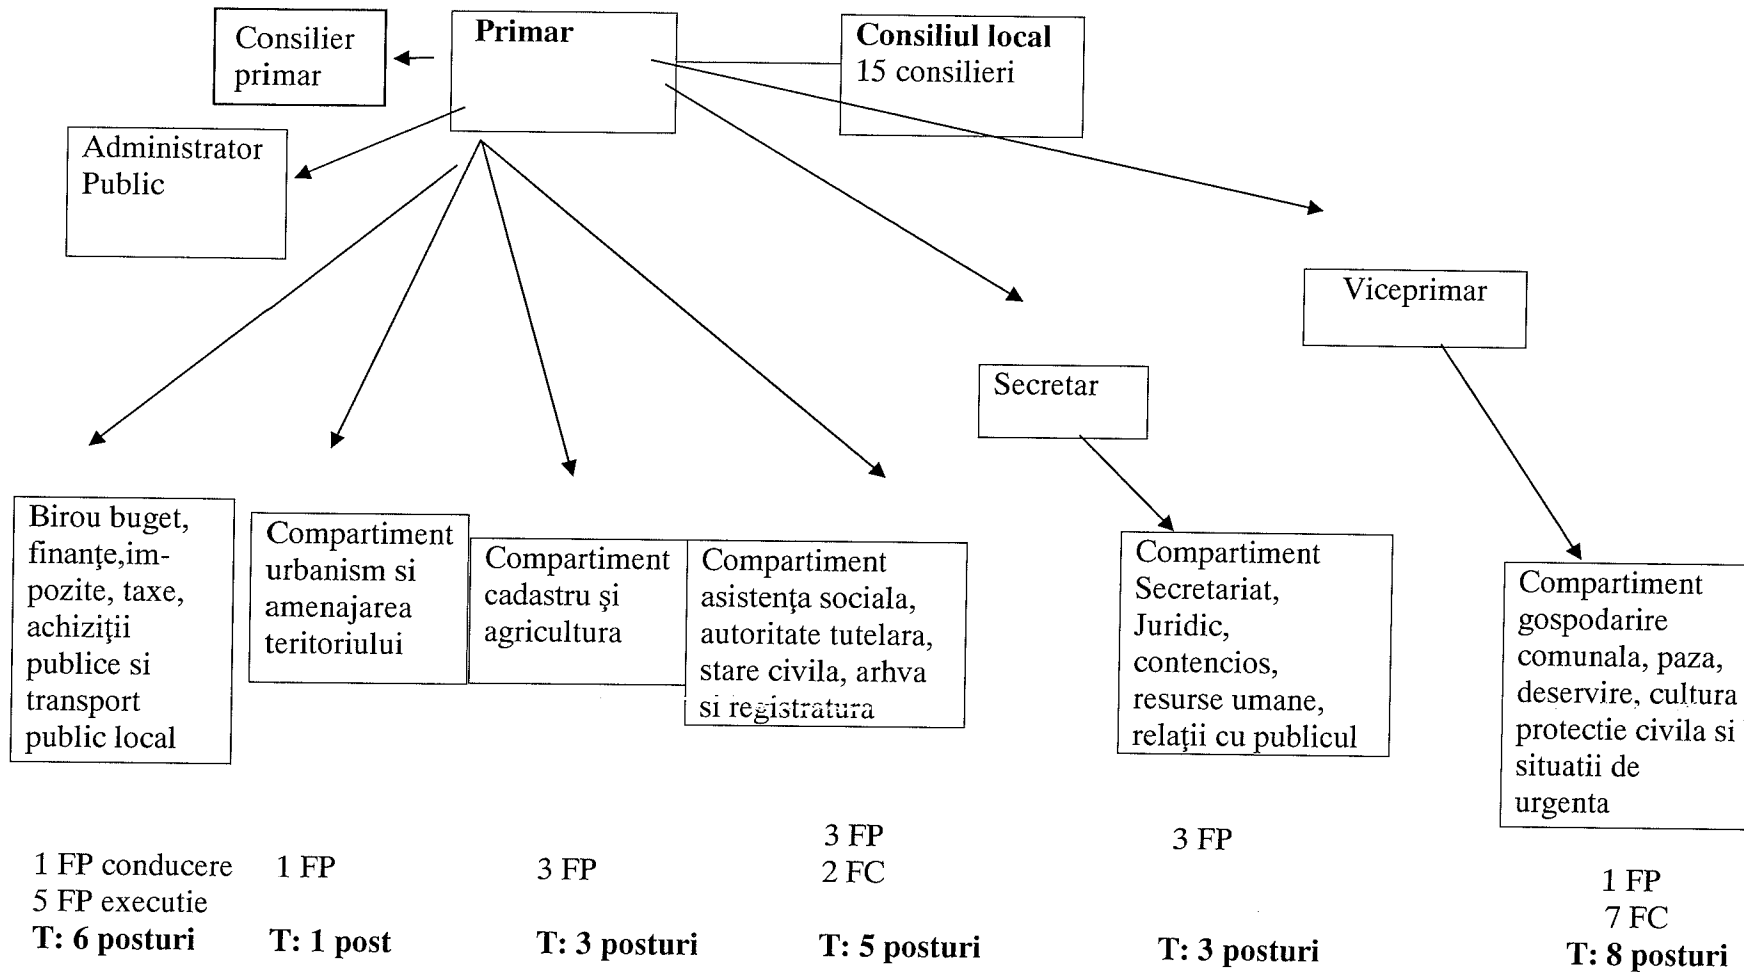 Consilier
primar
Primar
Consiliul local
15 consilieri
Administrator
Public
Viceprimar
Secretar
Birou buget,
finanţe,im-
pozite, taxe,
achiziţii
publice si
transport
public local
Compartiment
urbanism si
amenajarea
teritoriului
Compartiment
cadastru şi
agricultura
Compartiment
asistenţa sociala,
autoritate tutelara,
stare civila, arhva
si registratura
Compartiment
Secretariat,
Juridic,
contencios,
resurse umane,
relaţii cu publicul
Compartiment
gospodarire
comunala, paza,
deservire, cultura
protectie civila si
situatii de
urgenta
1 FP conducere
5 FP executie
T: 6 posturi
1 FP
T: 1 post
3 FP
T: 3 posturi
3 FP
2 FC
T: 5 posturi
3 FP
T: 3 posturi
1 FP
7 FC
T: 8 posturi